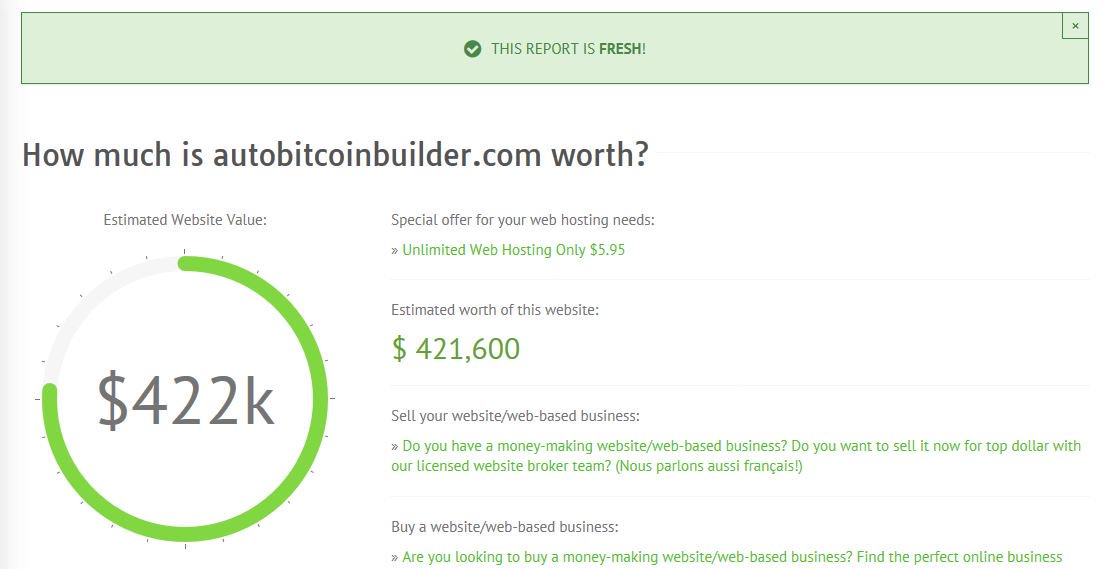 THIS REPORT IS FRESH!
×
How much is autobitcoinbuilder.com worth?
Estimated Website Value:
$422k
Special offer for your web hosting needs:
» Unlimited Web Hosting Only $5.95
Estimated worth of this website:
$ 421,600
Sell your website/web-based business:
» Do you have a money-making website/web-based business? Do you want to sell it now for top dollar with
our licensed website broker team? (Nous parlons aussi français!)
Buy a website/web-based business:
» Are you looking to buy a money-making website/web-based business? Find the perfect online business